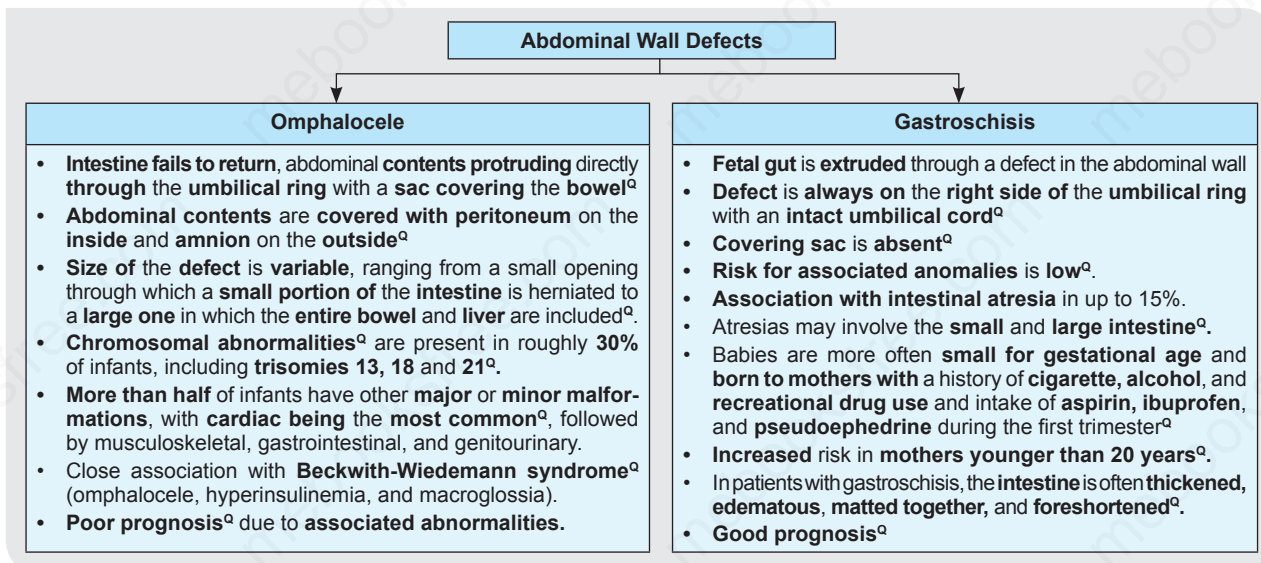 Abdominal Wall Defects
Omphalocele
• Intestine fails to return, abdominal contents protruding directly
through the umbilical ring with a sac covering the bowelQ
• Abdominal contents are covered with peritoneum on the
inside and amnion on the outsideQ
• Size of the defect is variable, ranging from a small opening
through which a small portion of the intestine is herniated to
a large one in which the entire bowel and liver are includedQ.
• Chromosomal abnormalitiesQ are present in roughly 30%
of infants, including trisomies 13, 18 and 21Q.
• More than half of infants have other major or minor malfor-
mations, with cardiac being the most commonQ, followed
by musculoskeletal, gastrointestinal, and genitourinary.
• Close association with Beckwith-Wiedemann syndromeQ
(omphalocele, hyperinsulinemia, and macroglossia).
• Poor prognosisQ due to associated abnormalities.
Gastroschisis
• Fetal gut is extruded through a defect in the abdominal wall
• Defect is always on the right side of the umbilical ring
with an intact umbilical cordQ
• Covering sac is absentQ
• Risk for associated anomalies is lowQ.
• Association with intestinal atresia in up to 15%.
• Atresias may involve the small and large intestineQ.
• Babies are more often small for gestational age and
born to mothers with a history of cigarette, alcohol, and
recreational drug use and intake of aspirin, ibuprofen,
and pseudoephedrine during the first trimesterQ
• Increased risk in mothers younger than 20 yearsQ.
• In patients with gastroschisis, the intestine is often thickened,
edematous, matted together, and foreshortenedQ.
• Good prognosisQ